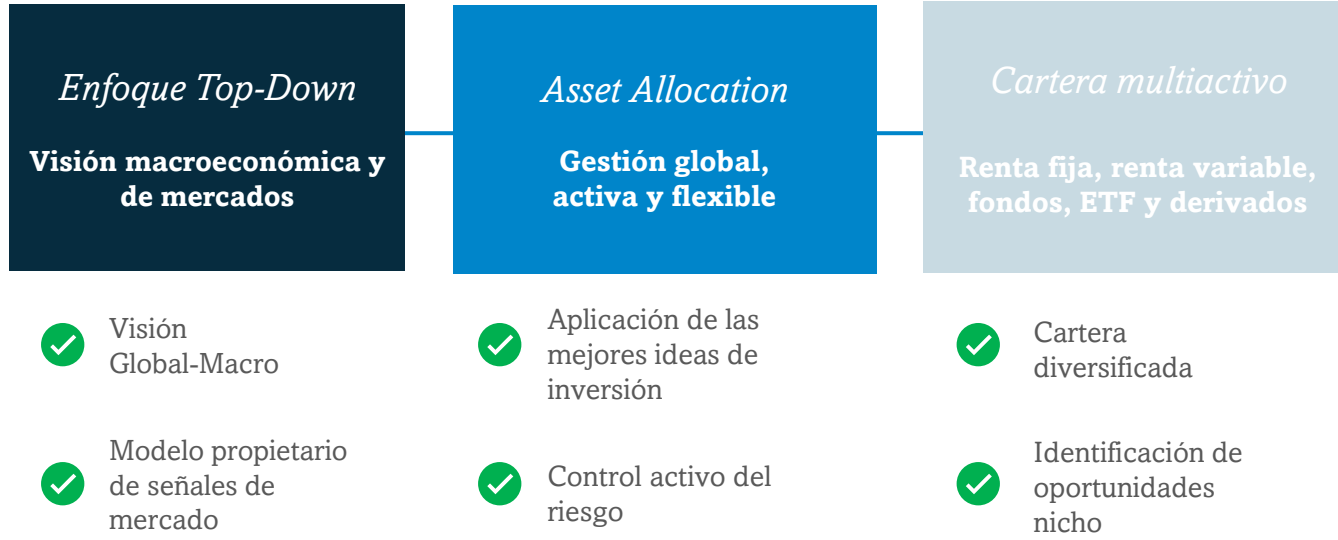 Enfoque Top-Down
Visión macroeconómica y
de mercados
Asset Allocation
Gestión global,
activa y flexible
Cartera multiactivo
Renta fija, renta variable,
fondos, ETF y derivados
Visión
Global-Macro
Modelo propietario
de señales de
mercado
Aplicación de las
mejores ideas de
inversión
Control activo del
riesgo
Cartera
diversificada
Identificación de
oportunidades
nicho